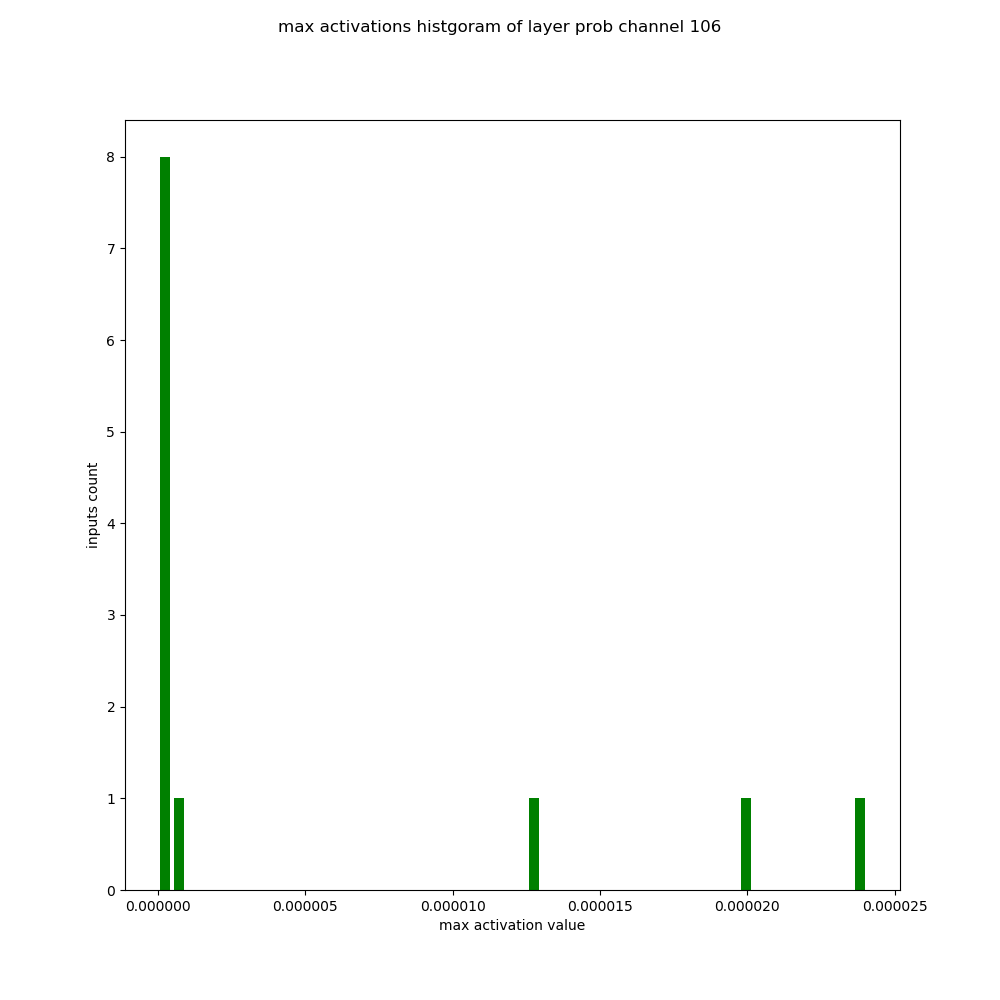 max activations histgoram of layer prob channel 106
8
7
6
5
4
3
2
1
0
inputs count
0.000000 0.000005 0.000010 0.000015 0.000020 0.000025
max activation value